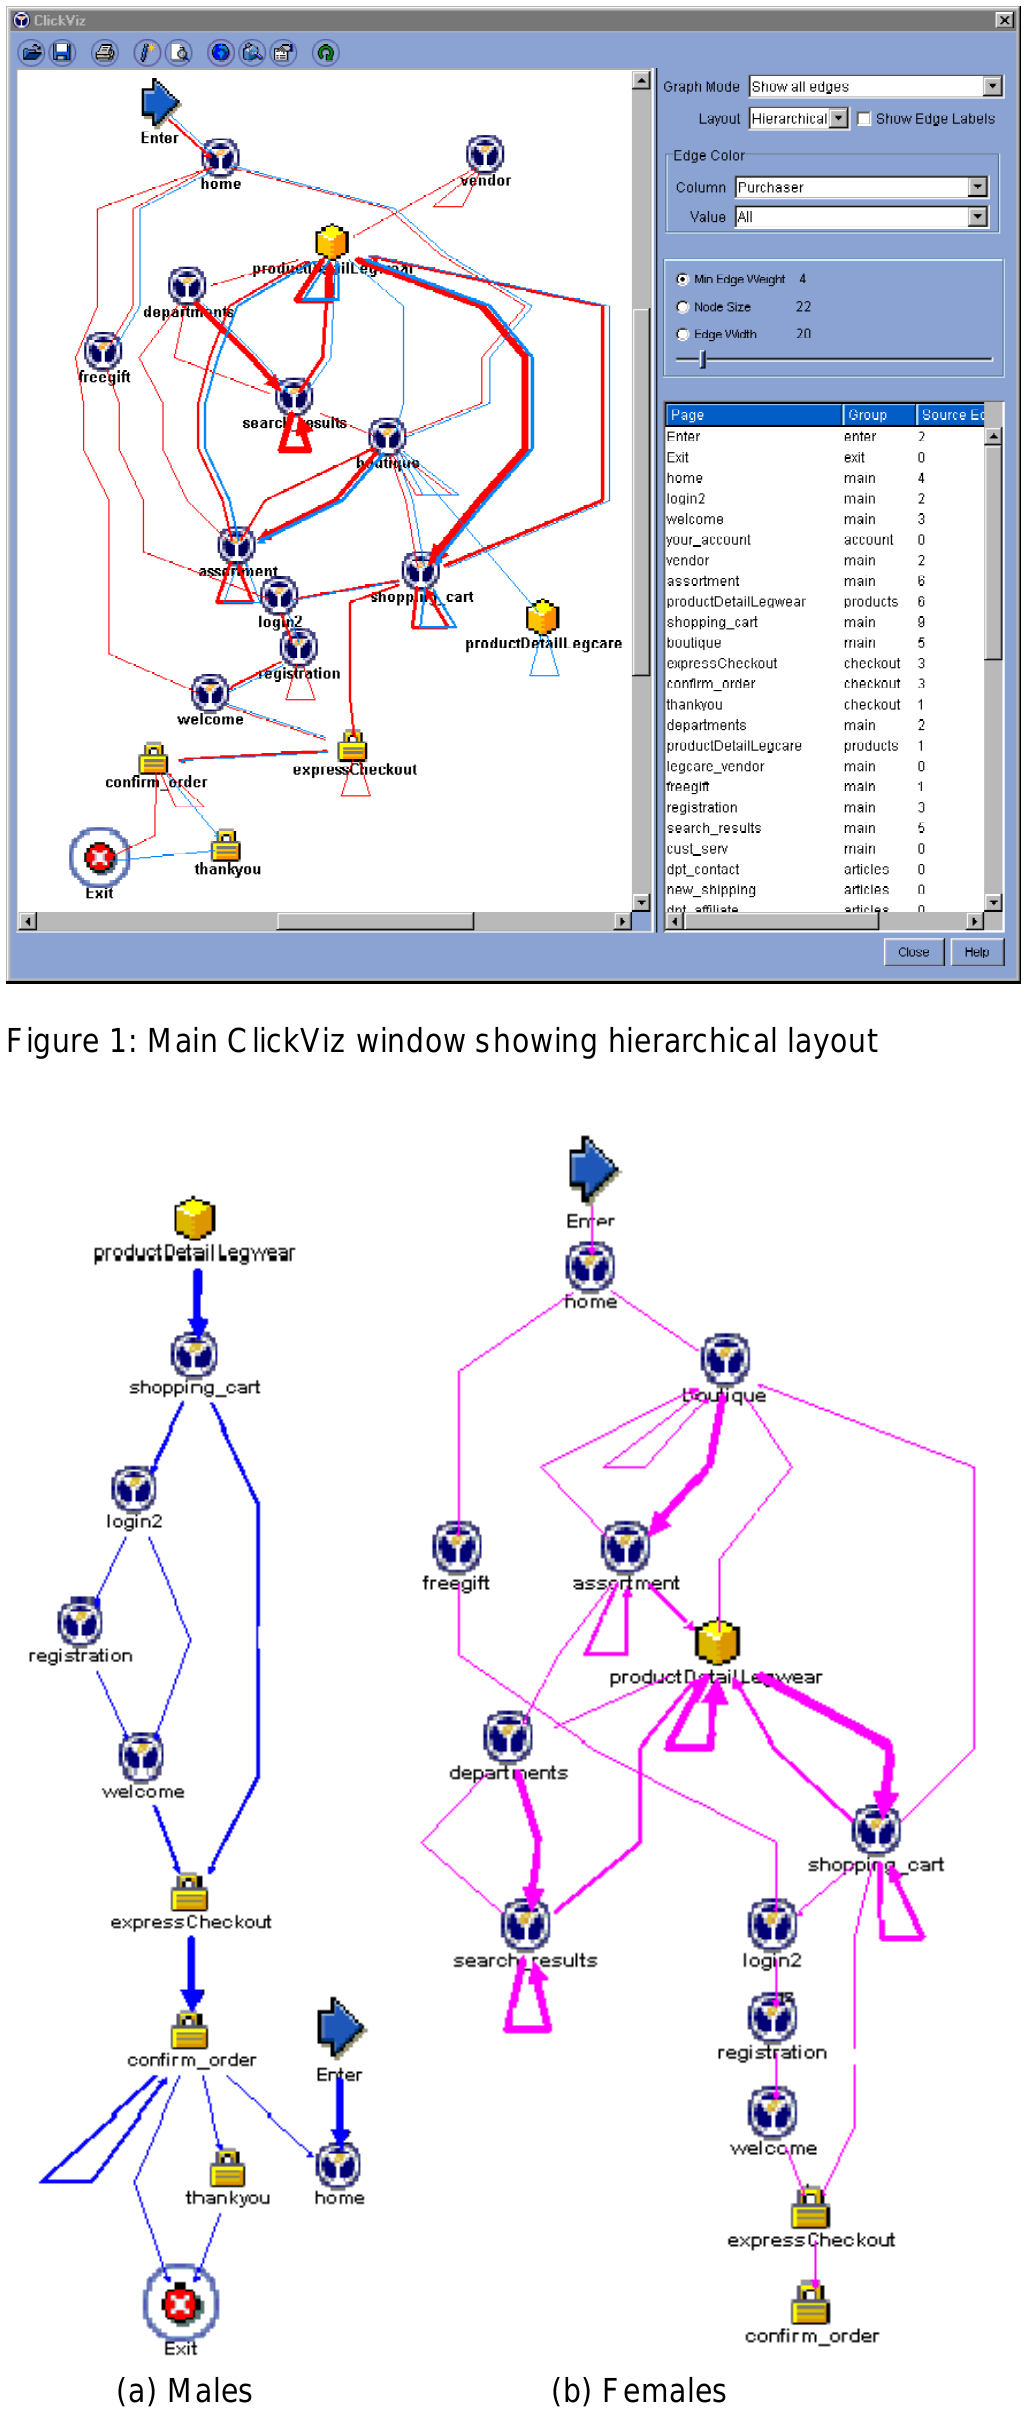 ClickViz
Graph Mode Show all edges
Layout Hierarchical Show Edge Labels
Edge Color
Column Purchaser
Value All
Min Edge Weight 4
Node Size 22
Edge Width 20
Page Group Source Ed
Enter enter 2
Exit exit 0
home main 4
login2 main 2
welcome main 3
your_account account 0
vendor main 2
assortment main 6
productDetailLegwear products 6
shopping_cart main 9
boutique main 5
expressCheckout checkout 3
confirm_order checkout 3
thankyou checkout 1
departments main 2
productDetailLegcare products 1
legcare_vendor main 0
freegift main 1
registration main 3
search_results main 5
cust_serv main 0
dpt_contact articles 0
new_shipping articles 0
dpt_affiliate articles 0
Close Help
Enter
home
vendor
productDetailLegwear
departments
freegift
search_results
boutique
assortment
shopping_cart
login2
productDetailLegcare
registration
welcome
expressCheckout
confirm_order
thankyou
Exit
Figure 1: Main ClickViz window showing hierarchical layout
productDetailLegwear
shopping_cart
login2
registration
welcome
expressCheckout
confirm_order
Enter
thankyou
home
Exit
(a) Males
Enter
home
boutique
freegift
assortment
productDetailLegwear
departments
shopping_cart
search_results
login2
registration
welcome
expressCheckout
confirm_order
(b) Females